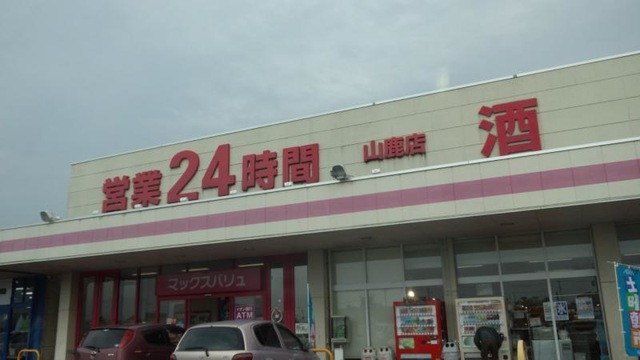 営業24時間 山鹿店 酒
マックスバリュ
ATM